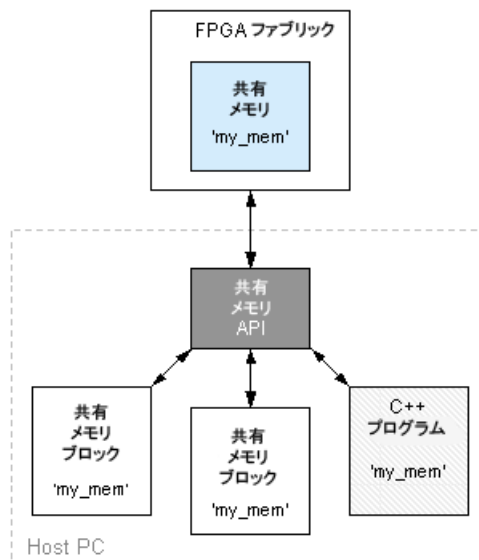 FPGA ファブリック
共有
メモリ
'my_mem'
共有
メモリ
API
共有
メモリ
ブロック
'my_mem'
共有
メモリ
ブロック
'my_mem'
C++
プログラム
'my_mem'
Host PC